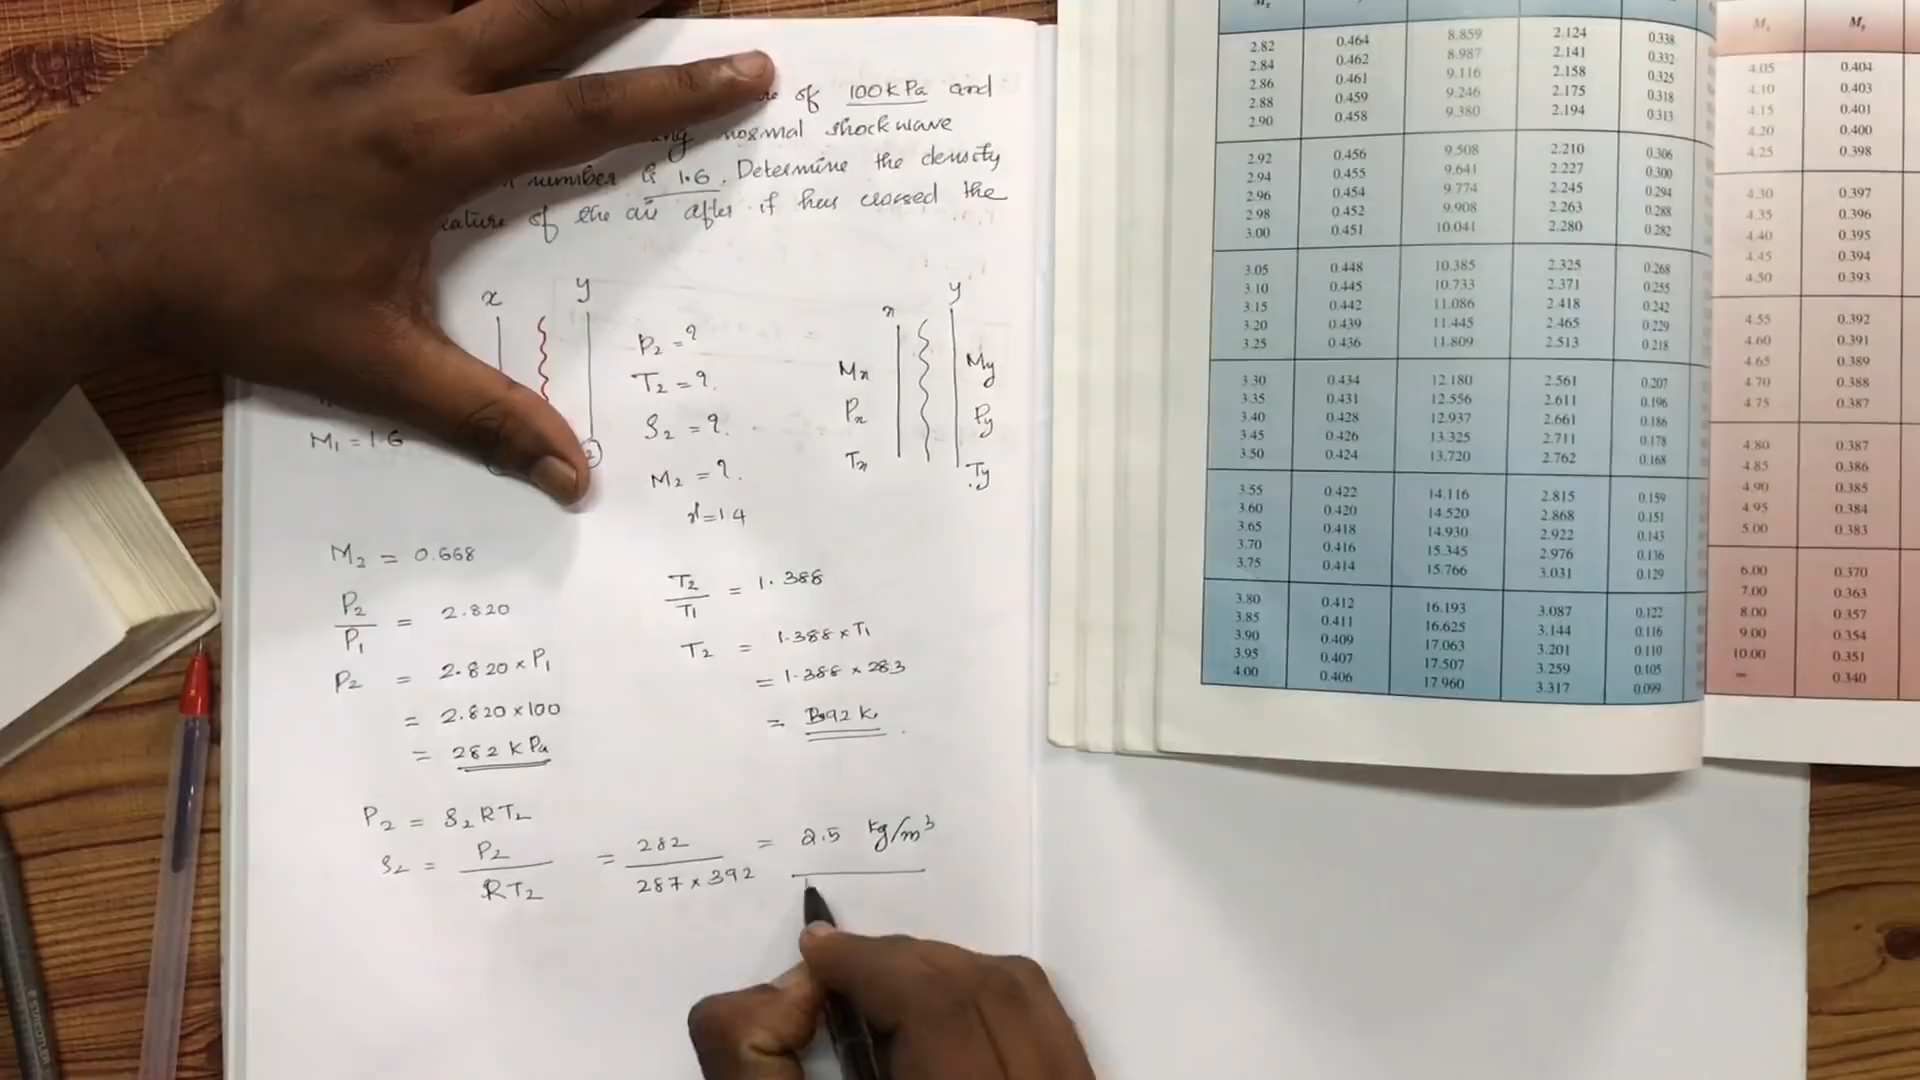 of 100 kPa and
normal shockwave
number is 1.6. Determine the density
of the air after it has crossed the
x y
P2 = ?
T2 = ?.
ρ2 = ?.
M2 = ?.
γ = 1.4
M1 = 1.6
2
x y
Mx My
Px Py
Tx Ty
M2 = 0.668
P2/P1 = 2.820
P2 = 2.820 × P1
= 2.820 × 100
= 282 kPa
T2/T1 = 1.388
T2 = 1.388 × T1
= 1.388 × 283
= 392 K.
P2 = ρ2 R T2
ρ2 = P2/RT2 = 282/287 × 392 = 2.5 kg/m³
2.82 0.464 8.859 2.124 0.338
2.84 0.462 8.987 2.141 0.332
2.86 0.461 9.116 2.158 0.325
2.88 0.459 9.246 2.175 0.318
2.90 0.458 9.380 2.194 0.313
2.92 0.456 9.508 2.210 0.306
2.94 0.455 9.641 2.227 0.300
2.96 0.454 9.774 2.245 0.294
2.98 0.452 9.908 2.263 0.288
3.00 0.451 10.041 2.280 0.282
3.05 0.448 10.385 2.325 0.268
3.10 0.445 10.733 2.371 0.255
3.15 0.442 11.086 2.418 0.242
3.20 0.439 11.445 2.465 0.229
3.25 0.436 11.809 2.513 0.218
3.30 0.434 12.180 2.561 0.207
3.35 0.431 12.556 2.611 0.196
3.40 0.428 12.937 2.661 0.186
3.45 0.426 13.325 2.711 0.178
3.50 0.424 13.720 2.762 0.168
3.55 0.422 14.116 2.815 0.159
3.60 0.420 14.520 2.868 0.151
3.65 0.418 14.930 2.922 0.143
3.70 0.416 15.345 2.976 0.136
3.75 0.414 15.766 3.031 0.129
3.80 0.412 16.193 3.087 0.122
3.85 0.411 16.625 3.144 0.116
3.90 0.409 17.063 3.201 0.110
3.95 0.407 17.507 3.259 0.105
4.00 0.406 17.960 3.317 0.099
Mx My
4.05 0.404
4.10 0.403
4.15 0.401
4.20 0.400
4.25 0.398
4.30 0.397
4.35 0.396
4.40 0.395
4.45 0.394
4.50 0.393
4.55 0.392
4.60 0.391
4.65 0.389
4.70 0.388
4.75 0.387
4.80 0.387
4.85 0.386
4.90 0.385
4.95 0.384
5.00 0.383
6.00 0.370
7.00 0.363
8.00 0.357
9.00 0.354
10.00 0.351
∞ 0.340
STAEDTLER